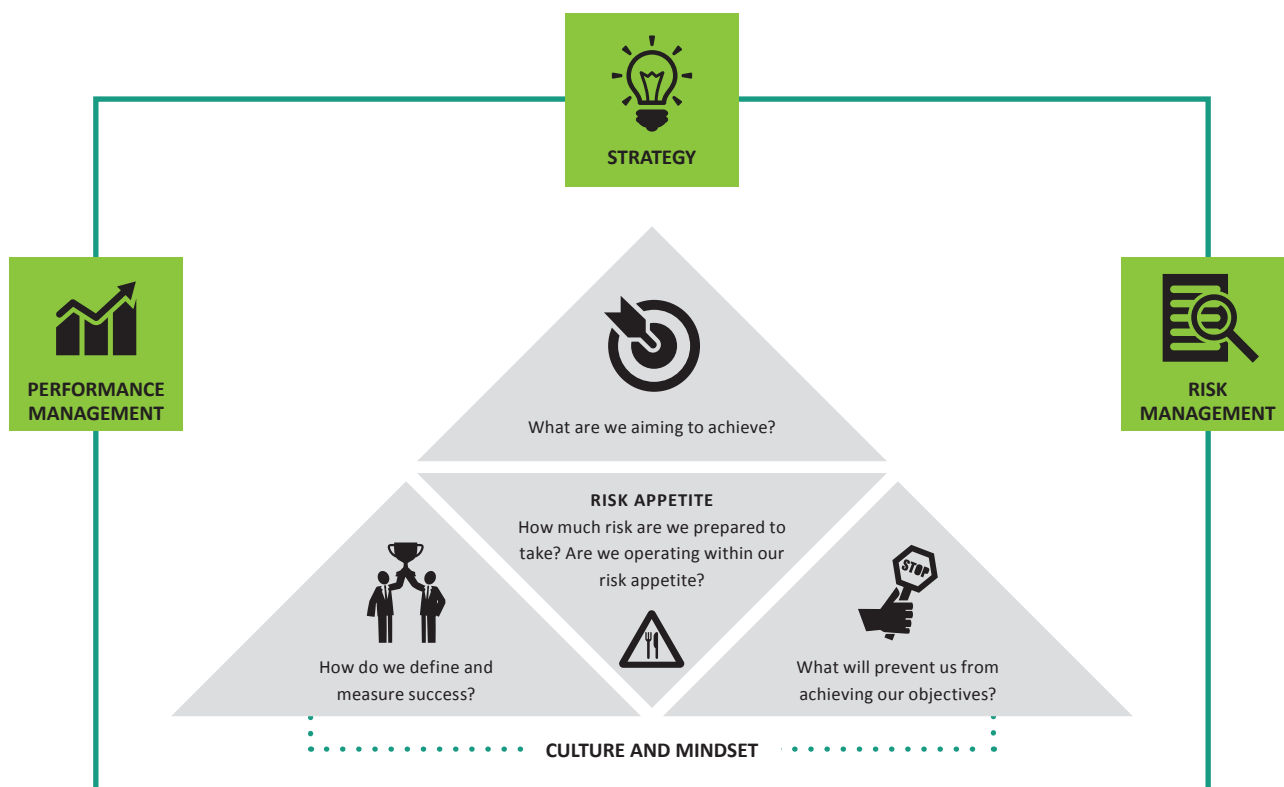 STRATEGY
PERFORMANCE
MANAGEMENT
RISK
MANAGEMENT
What are we aiming to achieve?
RISK APPETITE
How much risk are we prepared to
take? Are we operating within our
risk appetite?
STOP
How do we define and
measure success?
What will prevent us from
achieving our objectives?
CULTURE AND MINDSET